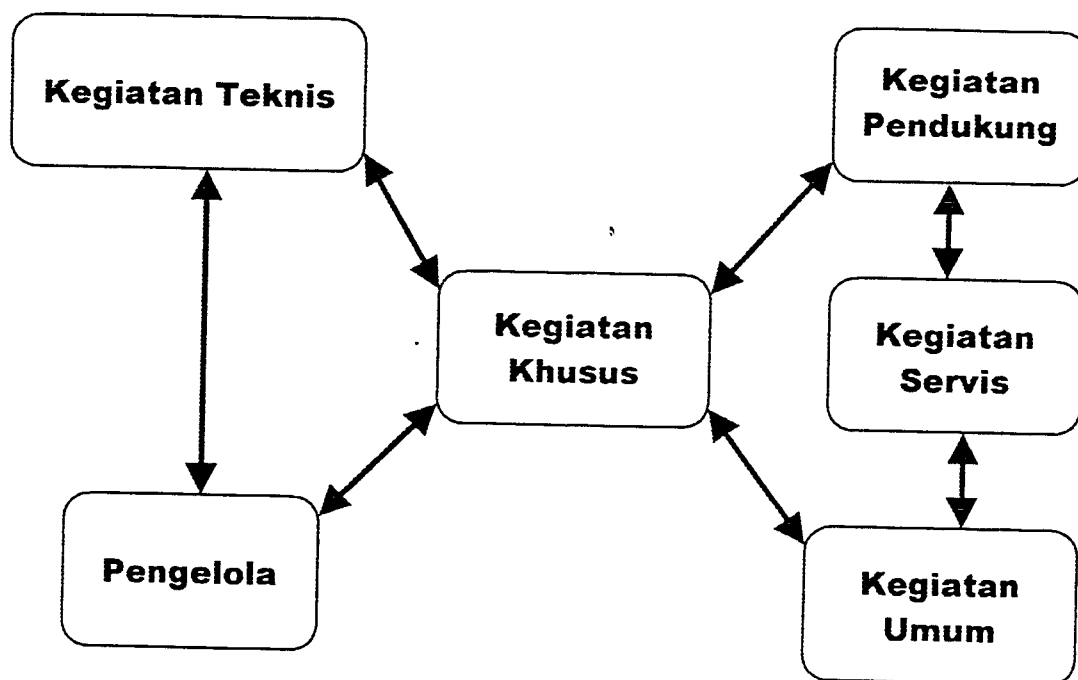 Kegiatan Teknis
Kegiatan
Pendukung
Kegiatan
Khusus
Kegiatan
Servis
Pengelola
Kegiatan
Umum